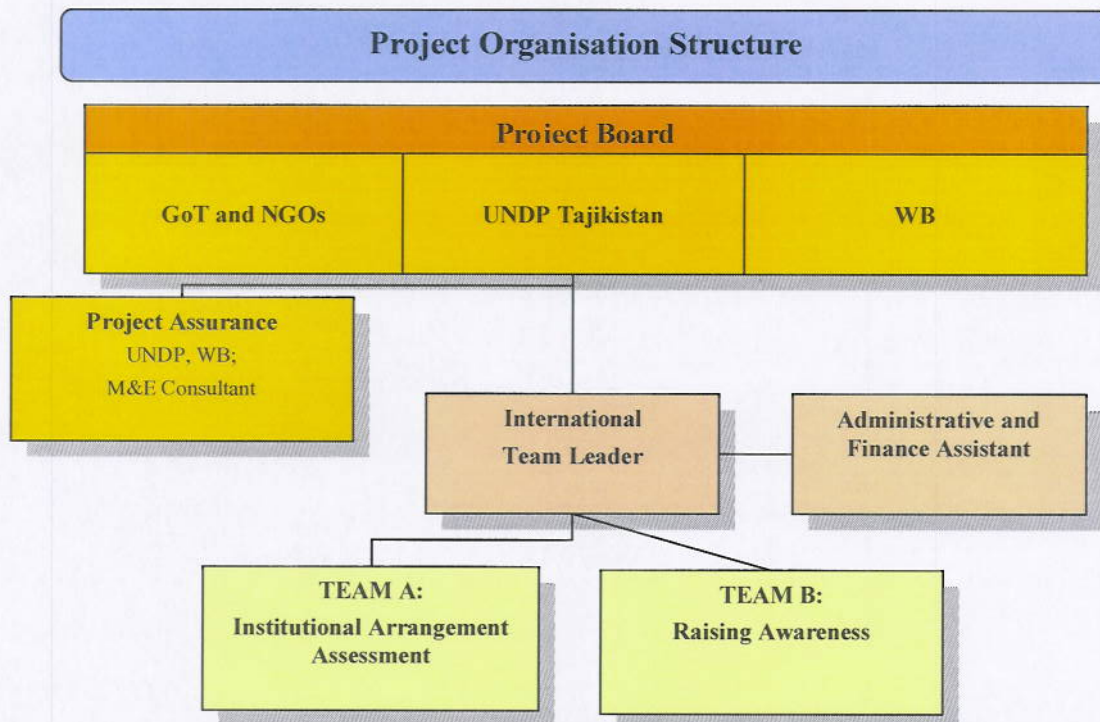 Project Organisation Structure
Project Board
GoT and NGOs
UNDP Tajikistan
WB
Project Assurance
UNDP, WB;
M&E Consultant
International
Team Leader
Administrative and
Finance Assistant
TEAM A:
Institutional Arrangement
Assessment
TEAM B:
Raising Awareness